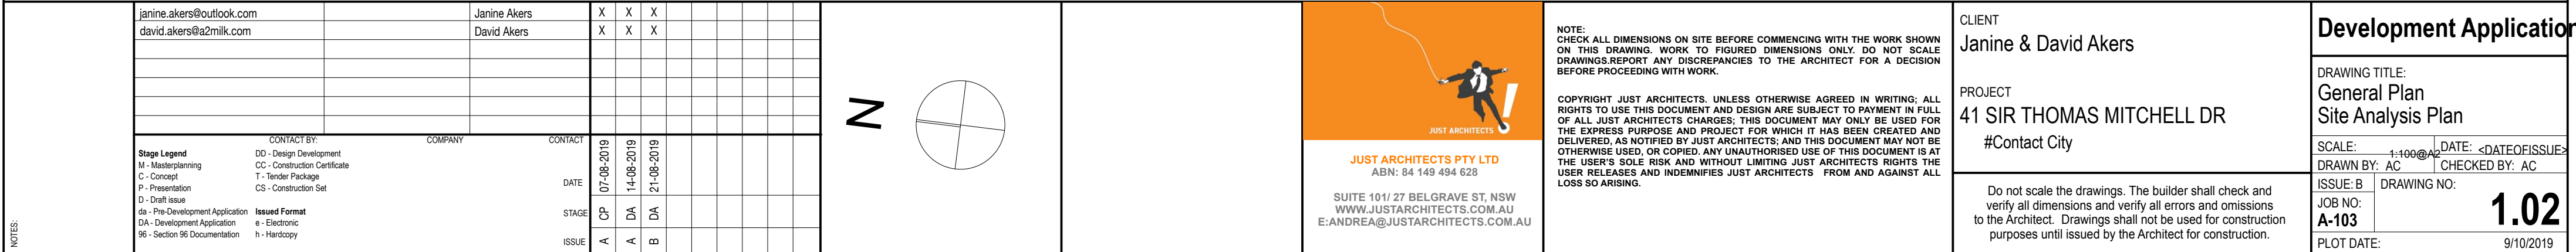 NOTES:
janine.akers@outlook.com Janine Akers X X X
david.akers@a2milk.com David Akers X X X
CONTACT BY: COMPANY CONTACT
Stage Legend
M - Masterplanning
C - Concept
P - Presentation
D - Draft issue
da - Pre-Development Application
DA - Development Application
96 - Section 96 Documentation
DD - Design Development
CC - Construction Certificate
T - Tender Package
CS - Construction Set
Issued Format
e - Electronic
h - Hardcopy
DATE 07-08-2019 14-08-2019 21-08-2019
STAGE CP DA DA
ISSUE A A B
N
JUST ARCHITECTS
JUST ARCHITECTS PTY LTD
ABN: 84 149 494 628
SUITE 101/ 27 BELGRAVE ST, NSW
WWW.JUSTARCHITECTS.COM.AU
E:ANDREA@JUSTARCHITECTS.COM.AU
NOTE:
CHECK ALL DIMENSIONS ON SITE BEFORE COMMENCING WITH THE WORK SHOWN
ON THIS DRAWING. WORK TO FIGURED DIMENSIONS ONLY. DO NOT SCALE
DRAWINGS.REPORT ANY DISCREPANCIES TO THE ARCHITECT FOR A DECISION
BEFORE PROCEEDING WITH WORK.
COPYRIGHT JUST ARCHITECTS. UNLESS OTHERWISE AGREED IN WRITING; ALL
RIGHTS TO USE THIS DOCUMENT AND DESIGN ARE SUBJECT TO PAYMENT IN FULL
OF ALL JUST ARCHITECTS CHARGES; THIS DOCUMENT MAY ONLY BE USED FOR
THE EXPRESS PURPOSE AND PROJECT FOR WHICH IT HAS BEEN CREATED AND
DELIVERED, AS NOTIFIED BY JUST ARCHITECTS; AND THIS DOCUMENT MAY NOT BE
OTHERWISE USED, OR COPIED. ANY UNAUTHORISED USE OF THIS DOCUMENT IS AT
THE USER'S SOLE RISK AND WITHOUT LIMITING JUST ARCHITECTS RIGHTS THE
USER RELEASES AND INDEMNIFIES JUST ARCHITECTS FROM AND AGAINST ALL
LOSS SO ARISING.
CLIENT
Janine & David Akers
PROJECT
41 SIR THOMAS MITCHELL DR
#Contact City
Do not scale the drawings. The builder shall check and
verify all dimensions and verify all errors and omissions
to the Architect. Drawings shall not be used for construction
purposes until issued by the Architect for construction.
Development Application
DRAWING TITLE:
General Plan
Site Analysis Plan
SCALE: 1:100@A2 DATE: <DATEOFISSUE>
DRAWN BY: AC CHECKED BY: AC
ISSUE: B DRAWING NO:
JOB NO:
A-103 1.02
PLOT DATE: 9/10/2019